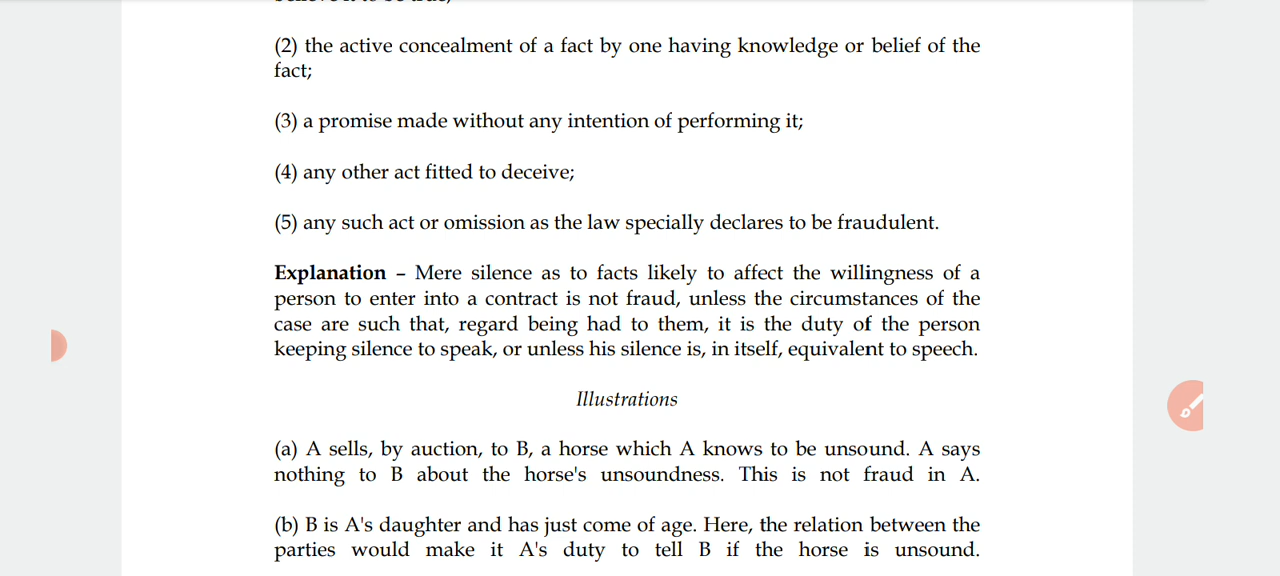 (2) the active concealment of a fact by one having knowledge or belief of the
fact;
(3) a promise made without any intention of performing it;
(4) any other act fitted to deceive;
(5) any such act or omission as the law specially declares to be fraudulent.
Explanation – Mere silence as to facts likely to affect the willingness of a
person to enter into a contract is not fraud, unless the circumstances of the
case are such that, regard being had to them, it is the duty of the person
keeping silence to speak, or unless his silence is, in itself, equivalent to speech.
Illustrations
(a) A sells, by auction, to B, a horse which A knows to be unsound. A says
nothing to B about the horse's unsoundness. This is not fraud in A.
(b) B is A's daughter and has just come of age. Here, the relation between the
parties would make it A's duty to tell B if the horse is unsound.